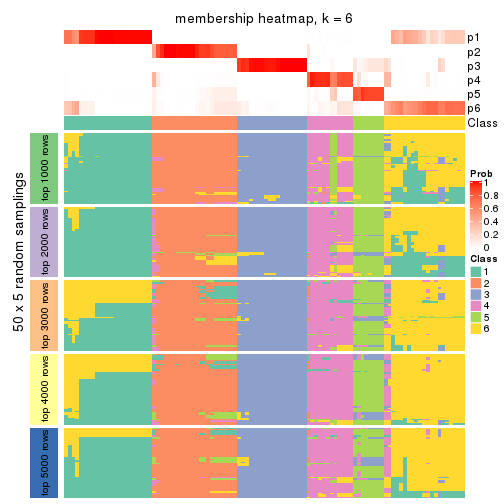 membership heatmap, k = 6
p1
p2
p3
p4
p5
p6
Class
50 x 5 random samplings
top 1000 rows
top 2000 rows
top 3000 rows
top 4000 rows
top 5000 rows
Prob
1
0.8
0.6
0.4
0.2
0
Class
1
2
3
4
5
6